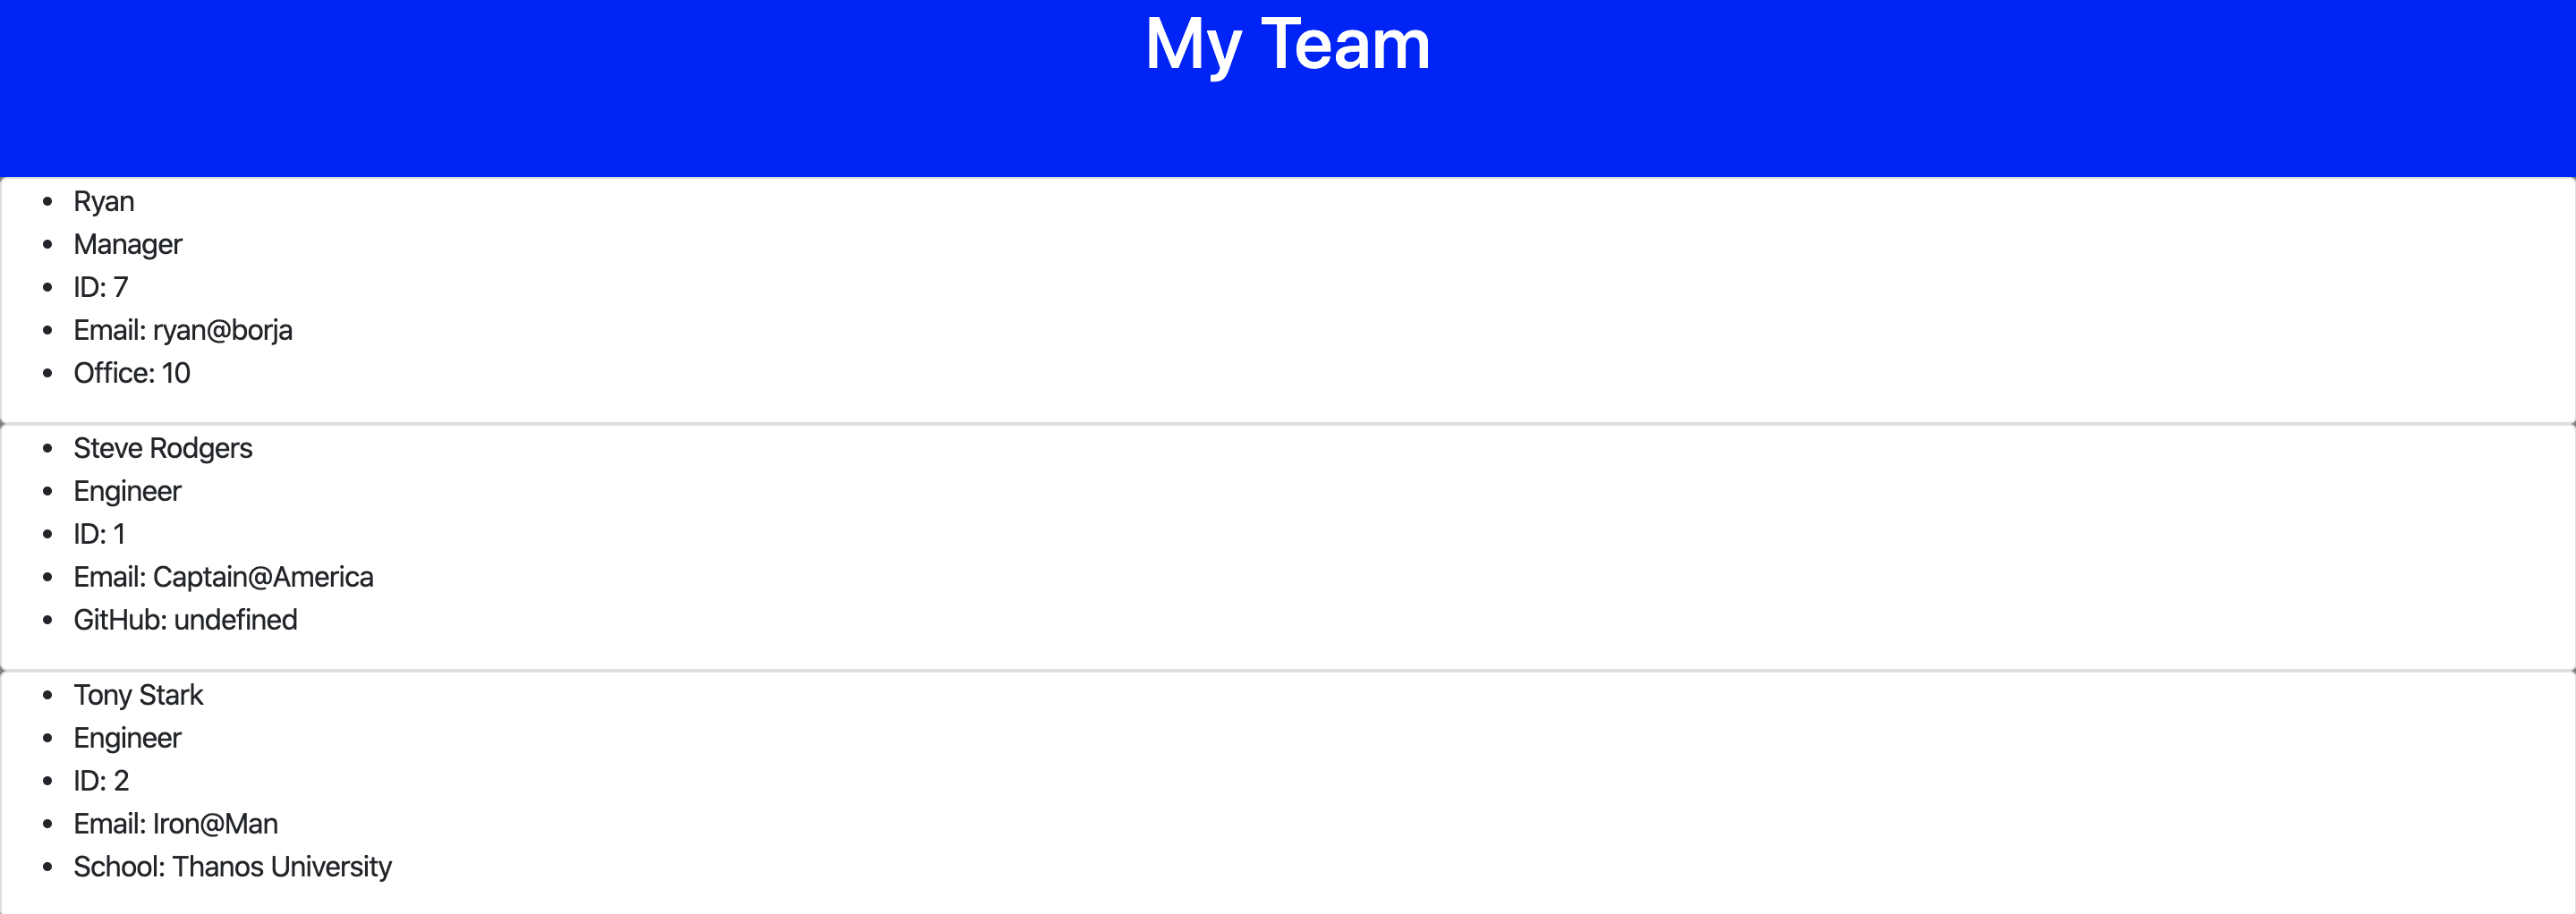 My Team
Ryan
Manager
ID: 7
Email: ryan@borja
Office: 10
Steve Rodgers
Engineer
ID: 1
Email: Captain@America
GitHub: undefined
Tony Stark
Engineer
ID: 2
Email: Iron@Man
School: Thanos University